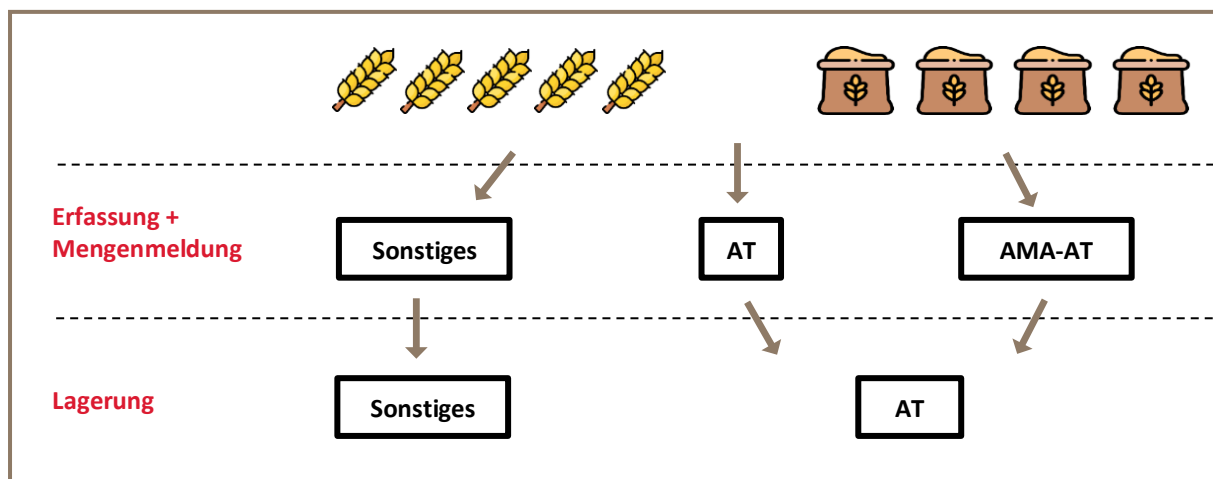 Erfassung +
Mengenmeldung
Sonstiges
AT
AMA-AT
Lagerung
Sonstiges
AT